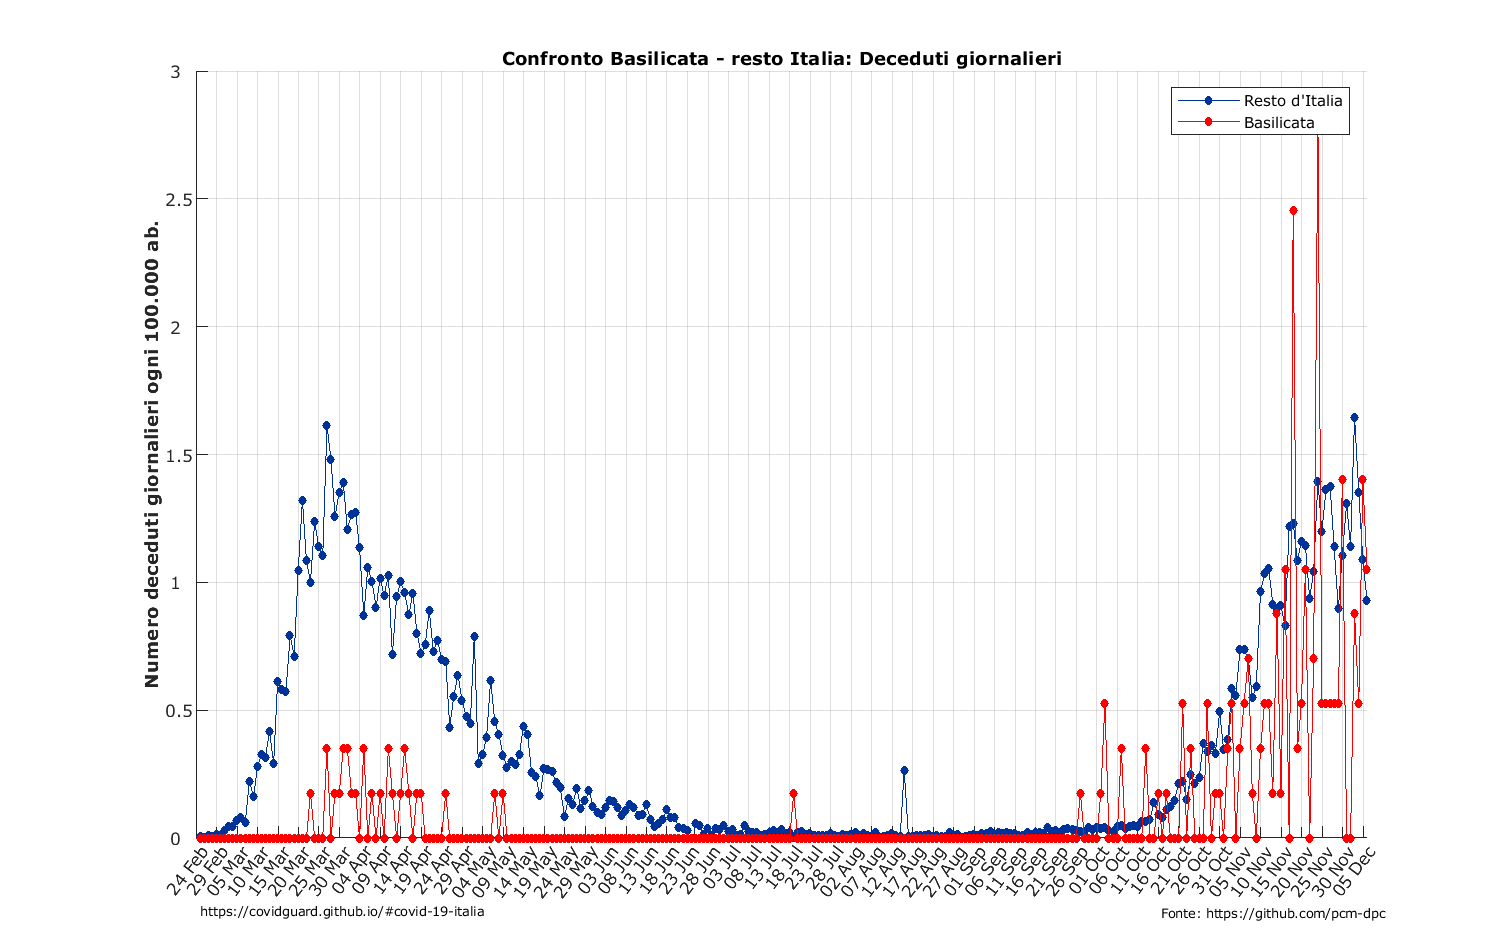 Confronto Basilicata - resto Italia: Deceduti giornalieri
Resto d'Italia
Basilicata
Numero deceduti giornalieri ogni 100.000 ab.
3
2.5
2
1.5
1
0.5
0
24 Feb
29 Feb
05 Mar
10 Mar
15 Mar
20 Mar
25 Mar
30 Mar
04 Apr
09 Apr
14 Apr
19 Apr
24 Apr
29 Apr
04 May
09 May
14 May
19 May
24 May
29 May
03 Jun
08 Jun
13 Jun
18 Jun
23 Jun
28 Jun
03 Jul
08 Jul
13 Jul
18 Jul
23 Jul
28 Jul
02 Aug
07 Aug
12 Aug
17 Aug
22 Aug
27 Aug
01 Sep
06 Sep
11 Sep
16 Sep
21 Sep
26 Sep
01 Oct
06 Oct
11 Oct
16 Oct
21 Oct
26 Oct
31 Oct
05 Nov
10 Nov
15 Nov
20 Nov
25 Nov
30 Nov
05 Dec
https://covidguard.github.io/#covid-19-italia
Fonte: https://github.com/pcm-dpc